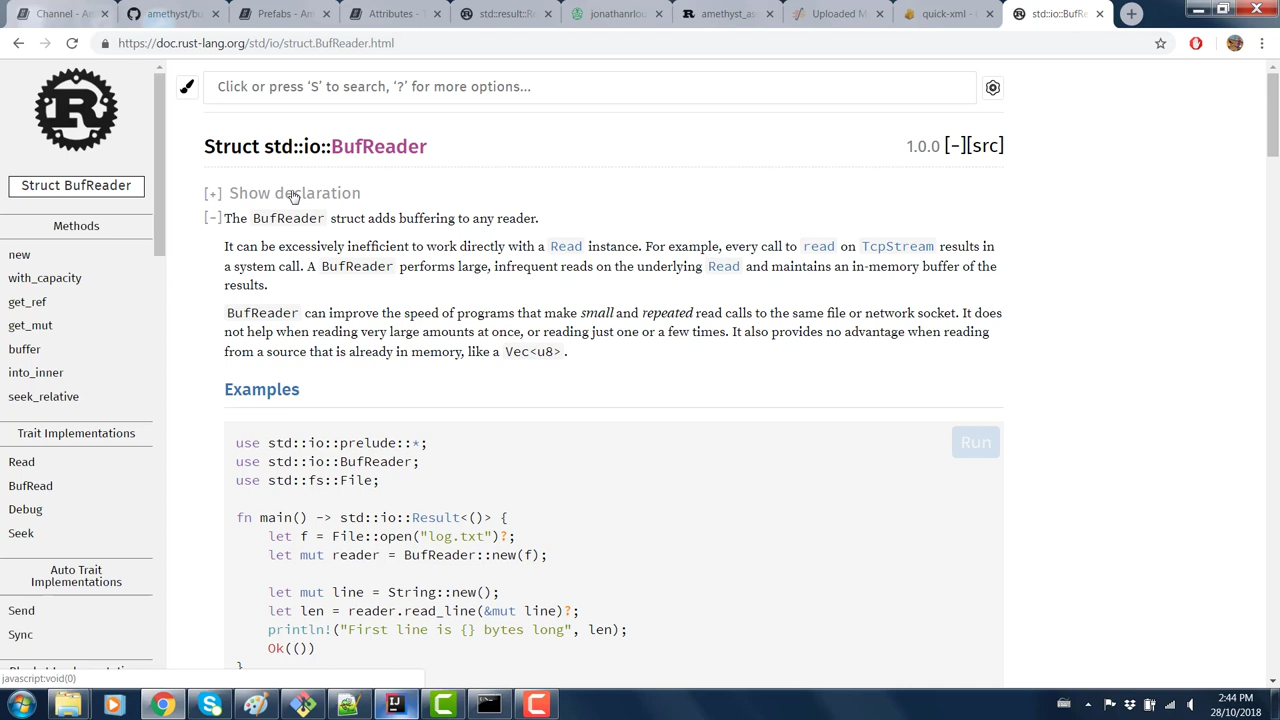 Channel - Am
amethyst/bu
Prefabs - Am
Attributes - T
std::result::R
jonathanrlou
amethyst_as
Uploaded fo
quick-xml -
std::io::BufRe
https://doc.rust-lang.org/std/io/struct.BufReader.html
Click or press ‘S’ to search, ‘?’ for more options...
Struct std::io::BufReader
1.0.0 [−][src]
[+] Show declaration
[−] The BufReader struct adds buffering to any reader.
It can be excessively inefficient to work directly with a Read instance. For example, every call to read on TcpStream results in
a system call. A BufReader performs large, infrequent reads on the underlying Read and maintains an in-memory buffer of the
results.
BufReader can improve the speed of programs that make small and repeated read calls to the same file or network socket. It does
not help when reading very large amounts at once, or reading just one or a few times. It also provides no advantage when reading
from a source that is already in memory, like a Vec<u8>.
Examples
use std::io::prelude::*;
use std::io::BufReader;
use std::fs::File;
fn main() -> std::io::Result<()> {
let f = File::open("log.txt")?;
let mut reader = BufReader::new(f);
let mut line = String::new();
let len = reader.read_line(&mut line)?;
println!("First line is {} bytes long", len);
Ok(())
}
Run
Struct BufReader
Methods
new
with_capacity
get_ref
get_mut
buffer
into_inner
seek_relative
Trait Implementations
Read
BufRead
Debug
Seek
Auto Trait
Implementations
Send
Sync
javascript:void(0)
2:44 PM
28/10/2018